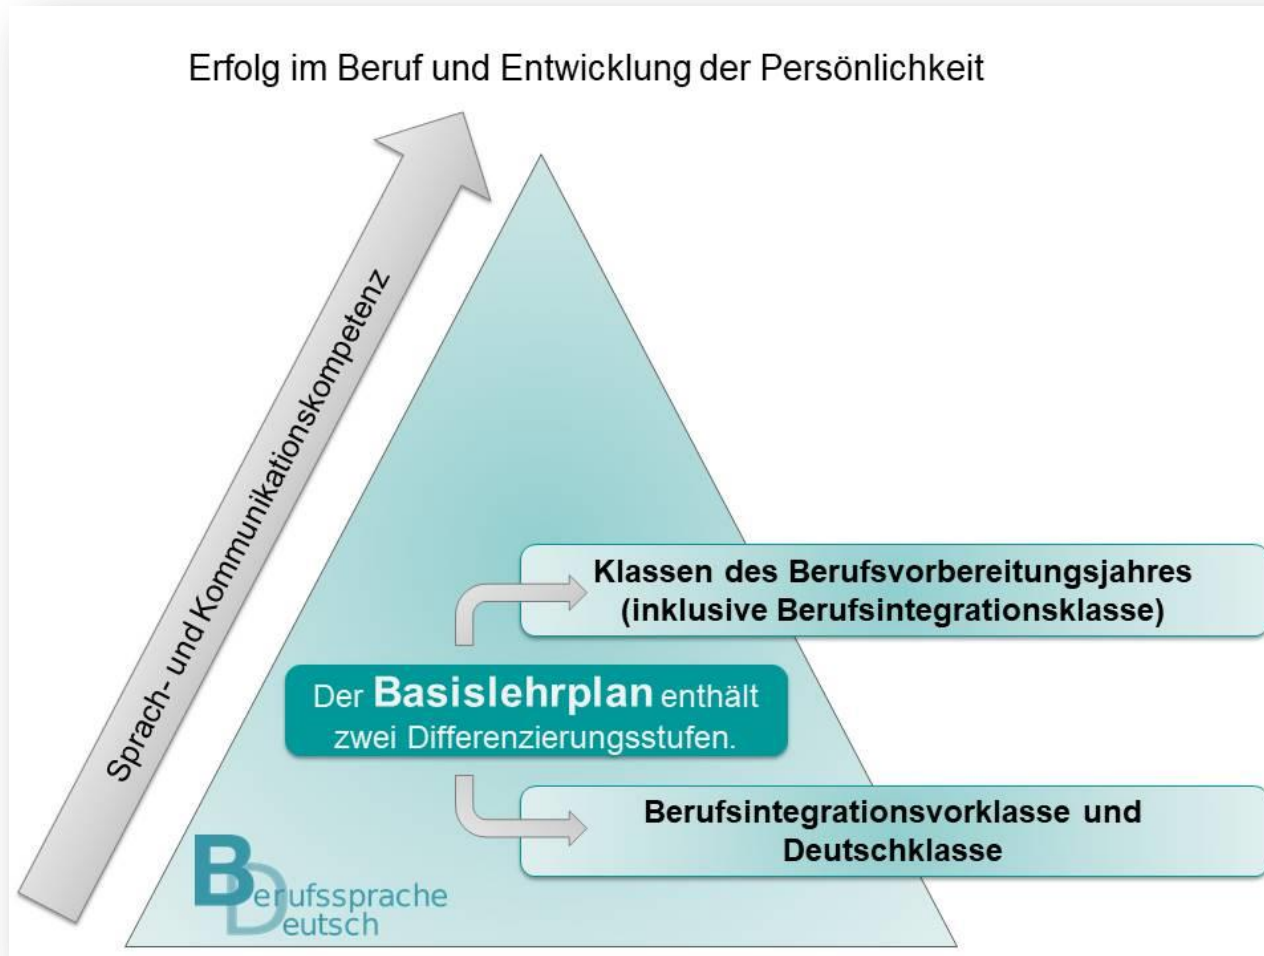 Erfolg im Beruf und Entwicklung der Persönlichkeit
Sprach- und Kommunikationskompetenz
Klassen des Berufsvorbereitungsjahres
(inklusive Berufsintegrationsklasse)
Der Basislehrplan enthält
zwei Differenzierungsstufen.
Berufsintegrationsvorklasse und
Deutschklasse
Berufssprache
Deutsch